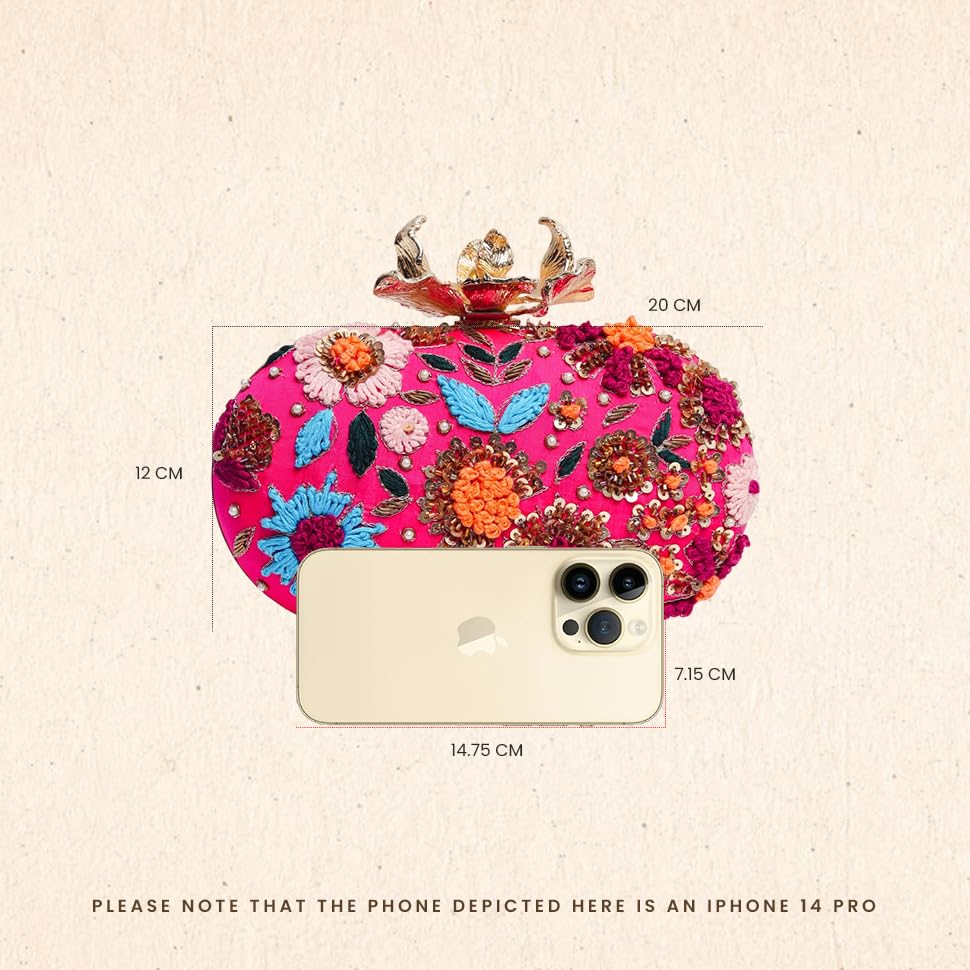 20 CM
12 CM
7.15 CM
14.75 CM
PLEASE NOTE THAT THE PHONE DEPICTED HERE IS AN IPHONE 14 PRO